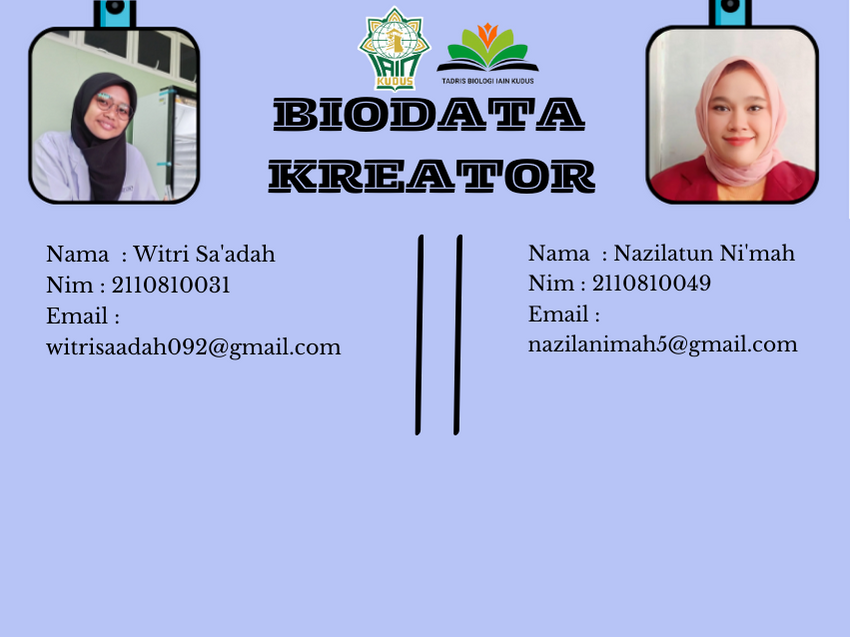 IAIN
KUDUS
TADRIS BIOLOGI IAIN KUDUS
BIODATA
KREATOR
Nama : Witri Sa'adah
Nim : 2110810031
Email :
witrisaadah092@gmail.com
Nama : Nazilatun Ni'mah
Nim : 2110810049
Email :
nazilanimah5@gmail.com